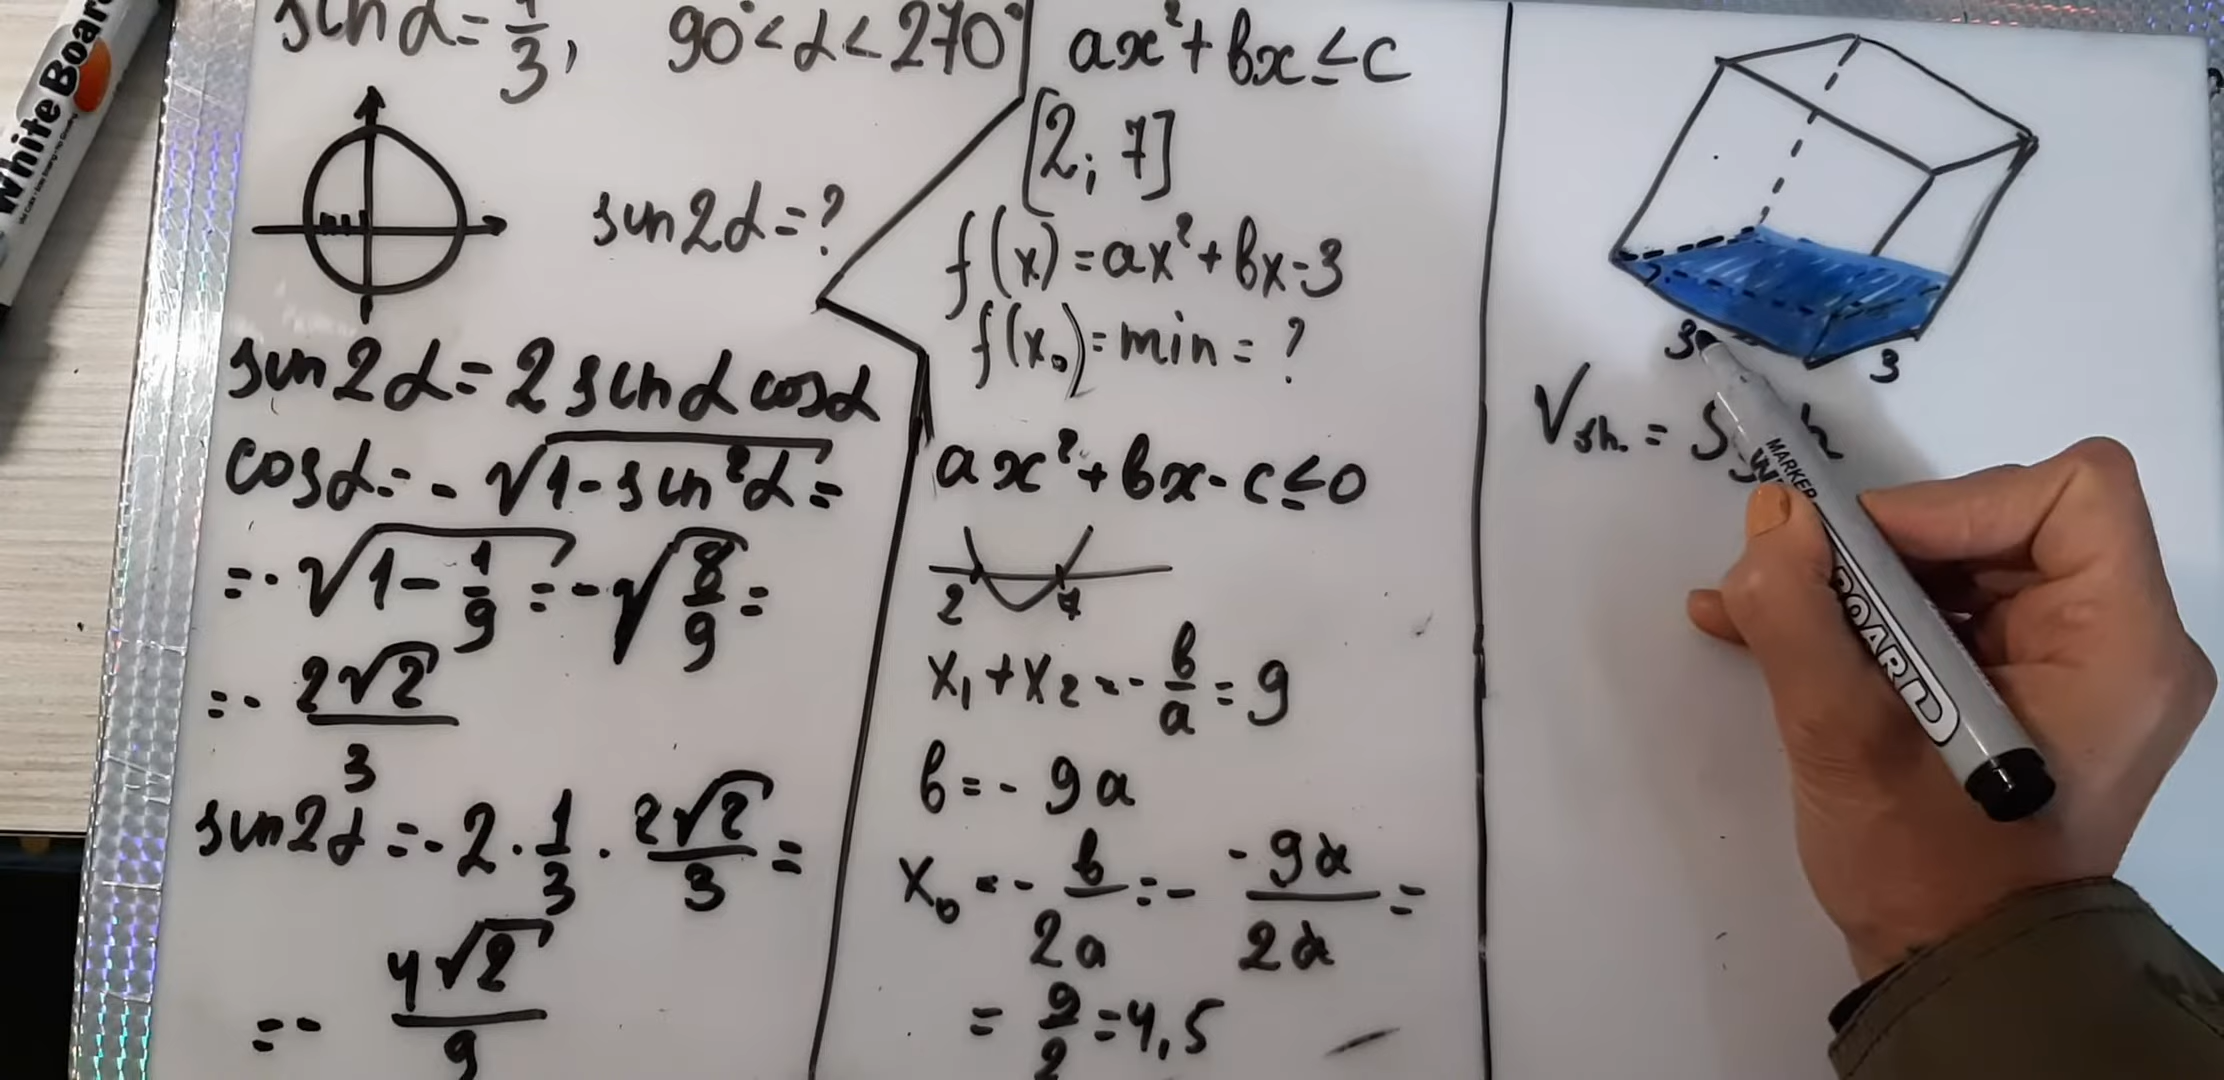 sin α = 1/3, 90° < α < 270°
sin 2α = ?
sin 2α = 2 sin α cos α
cos α = - √(1 - sin² α) =
= - √(1 - 1/9) = - √(8/9) =
= - 2√2/3
sin 2α = - 2 · 1/3 · 2√2/3 =
= - 4√2/9
ax² + bx ≤ c
[2; 7]
f(x) = ax² + bx - 3
f(x₀) = min = ?
ax² + bx - c ≤ 0
2 7
x₁ + x₂ = - b/a = 9
b = - 9a
x₀ = - b/2a = - -9a/2a =
= 9/2 = 4,5
3 3
Vsh. = S
White Board
MARKER
BOARD